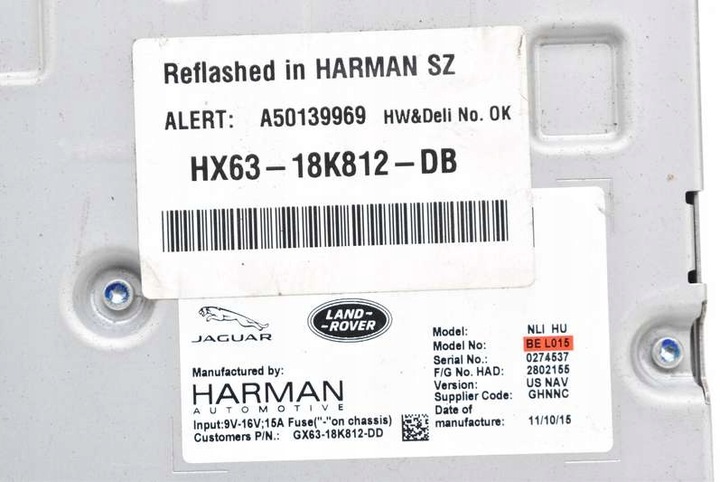 Reflashed in HARMAN SZ
ALERT: A50139969 HW&Deli No. OK
HX63-18K812-DB
JAGUAR
LAND-
-ROVER
Manufactured by:
HARMAN
AUTOMOTIVE
Input:9V-16V;15A Fuse("-"on chassis)
Customers P/N.: GX63-18K812-DD
Model: NLI HU
Model No: BE L015
Serial No.: 0274537
F/G No. HAD: 2802155
Version: US NAV
Supplier Code: GHNNC
Date of
manufacture: 11/10/15